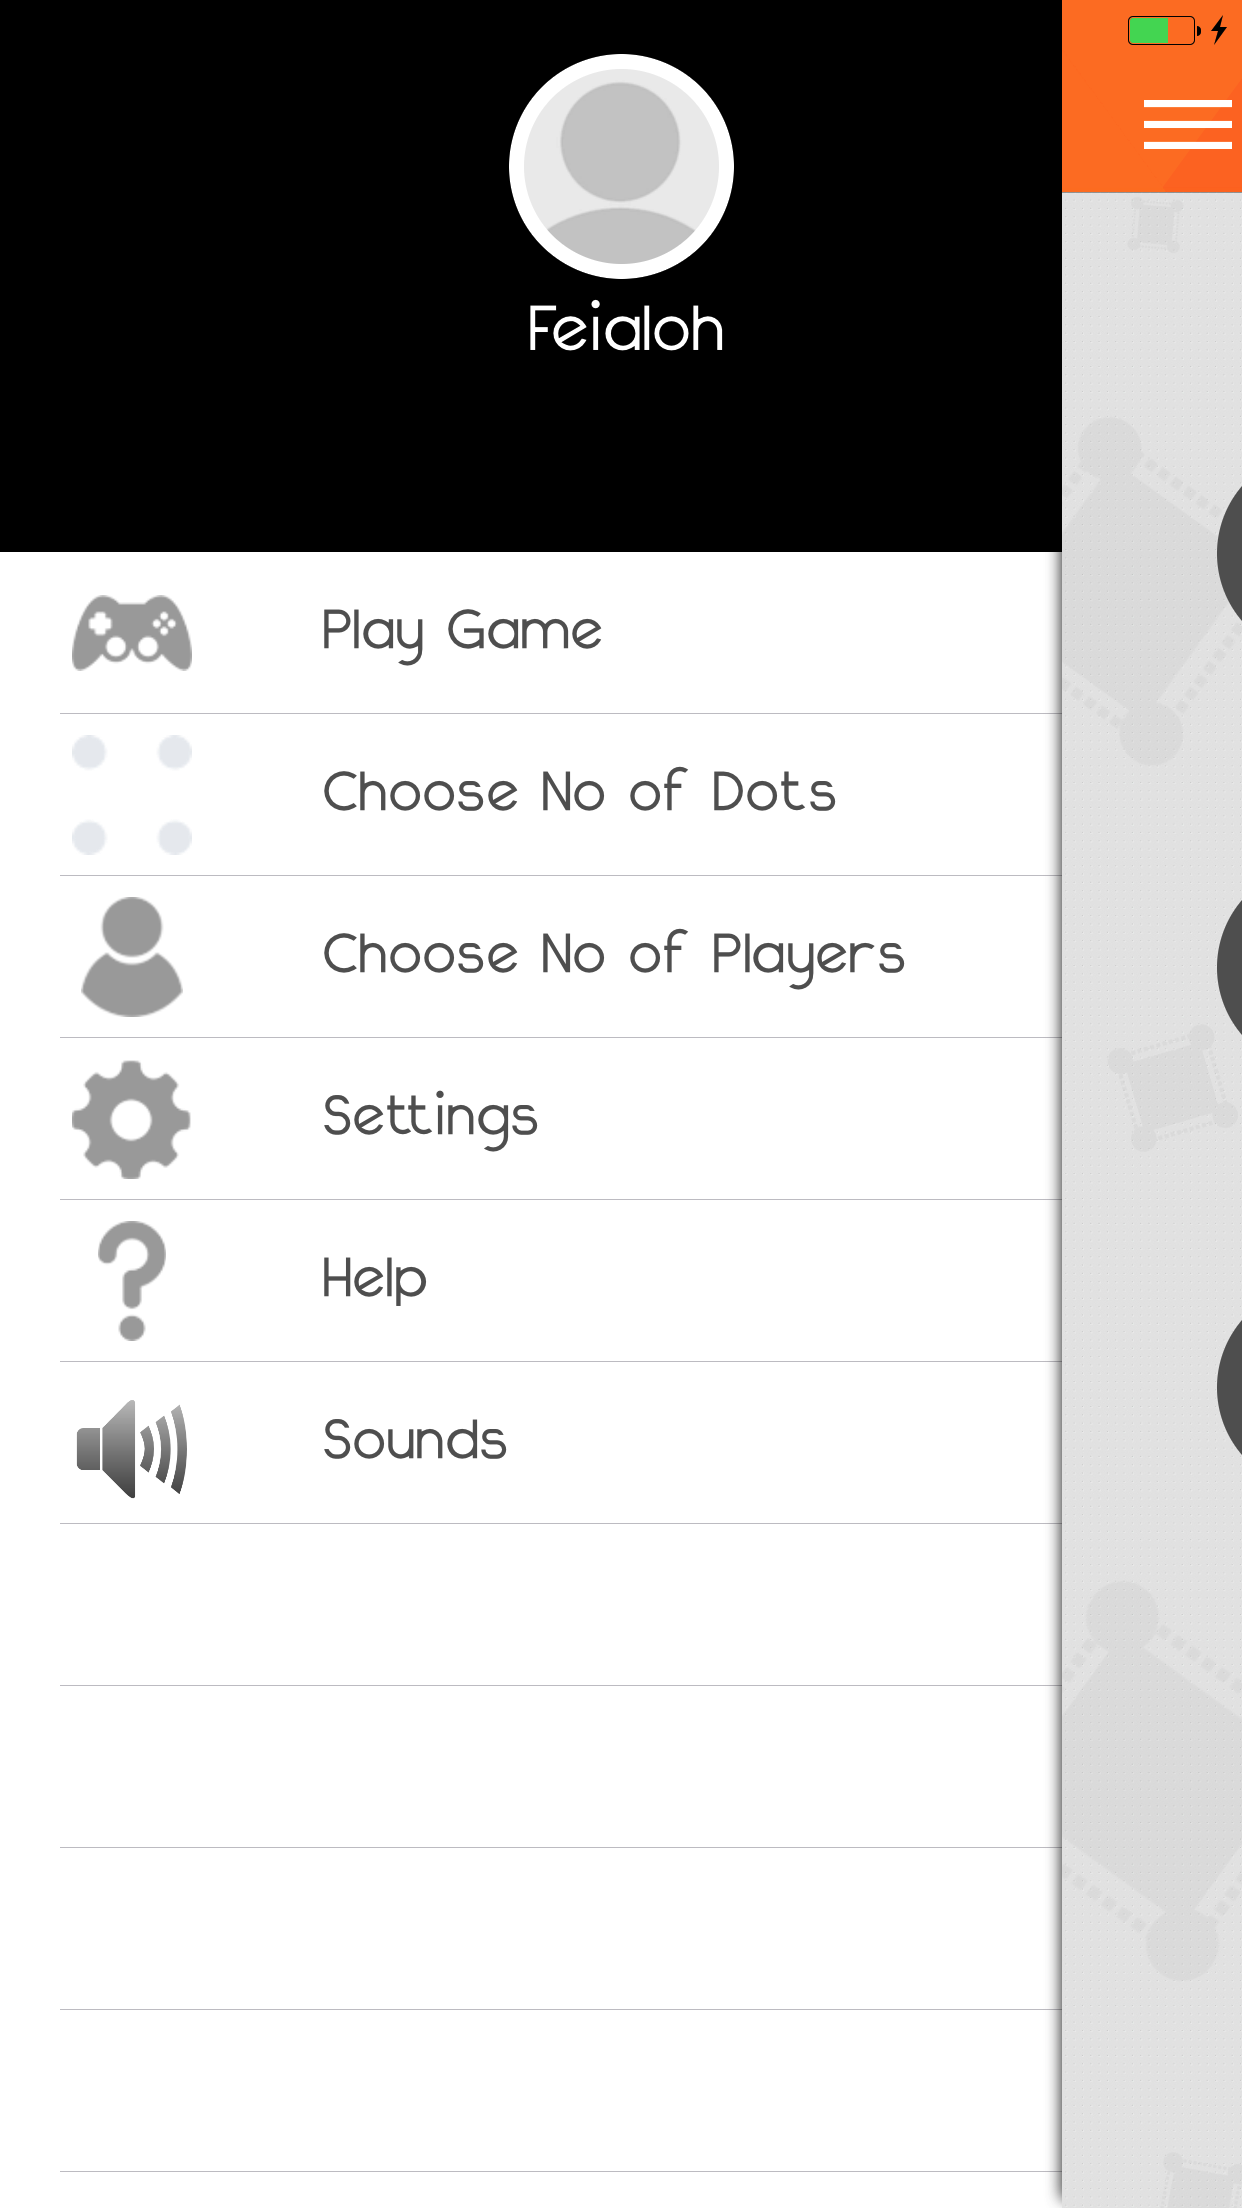 Feialoh
Play Game
Choose No of Dots
Choose No of Players
Settings
Help
Sounds